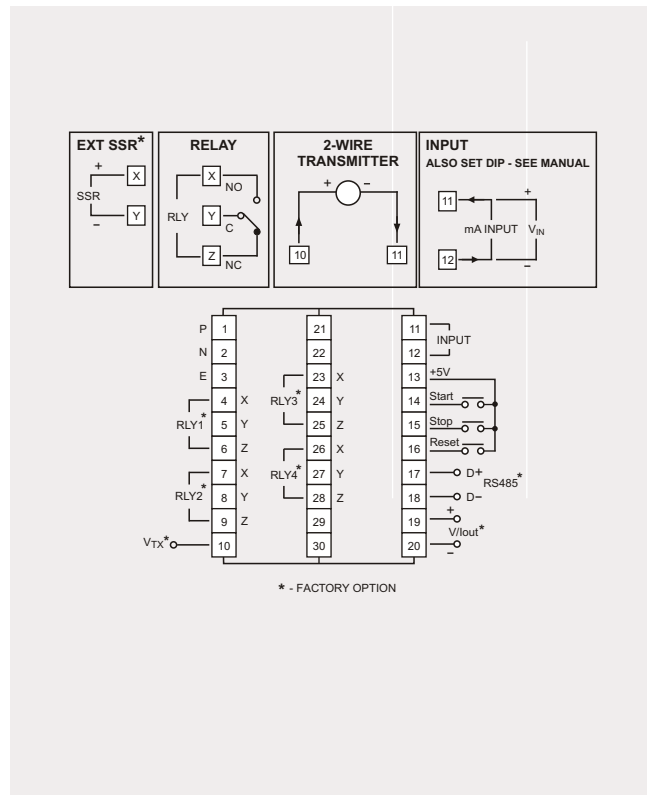 EXT SSR*
+
X
SSR
Y
−
RELAY
X
NO
RLY
Y
C
Z
NC
2-WIRE
TRANSMITTER
+ −
10 11
INPUT
ALSO SET DIP - SEE MANUAL
11
+
mA INPUT
VIN
12
−
P 1
N 2
E 3
4 X
RLY1*
5 Y
6 Z
7 X
RLY2*
8 Y
9 Z
VTX* 10
21
22
23 X
RLY3*
24 Y
25 Z
26 X
RLY4*
27 Y
28 Z
29
30
11
INPUT
12
13 +5V
14 Start
15 Stop
16 Reset
17 D+
RS485*
18 D−
19 +
V/Iout*
20 −
* - FACTORY OPTION